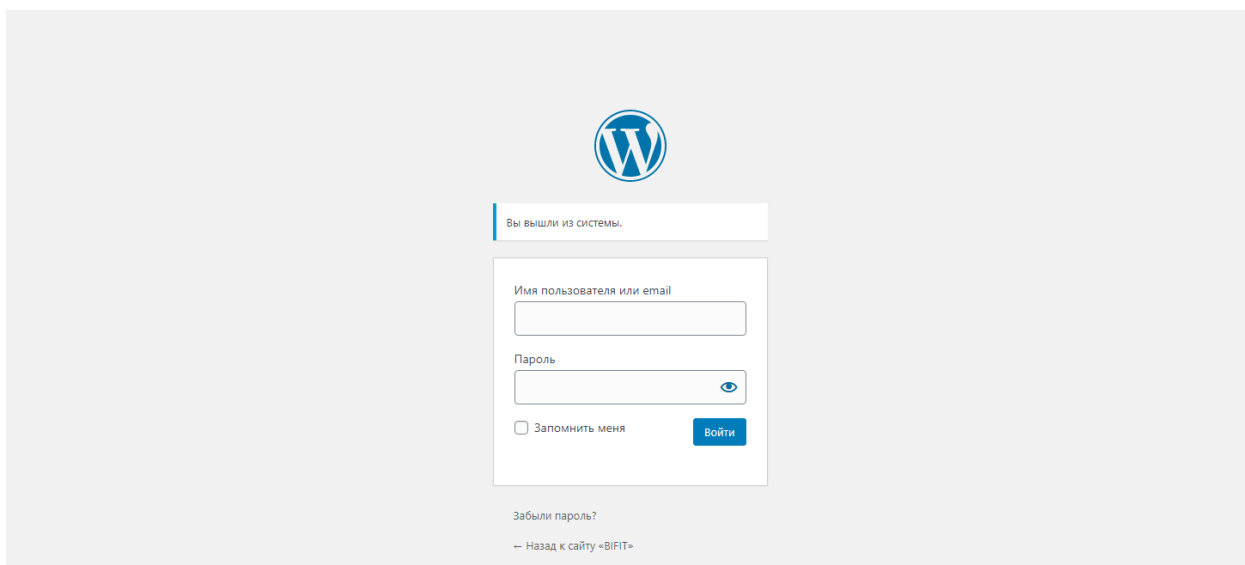 Вы вышли из системы.
Имя пользователя или email
Пароль
Запомнить меня
Войти
Забыли пароль?
← Назад к сайту «BIFIT»